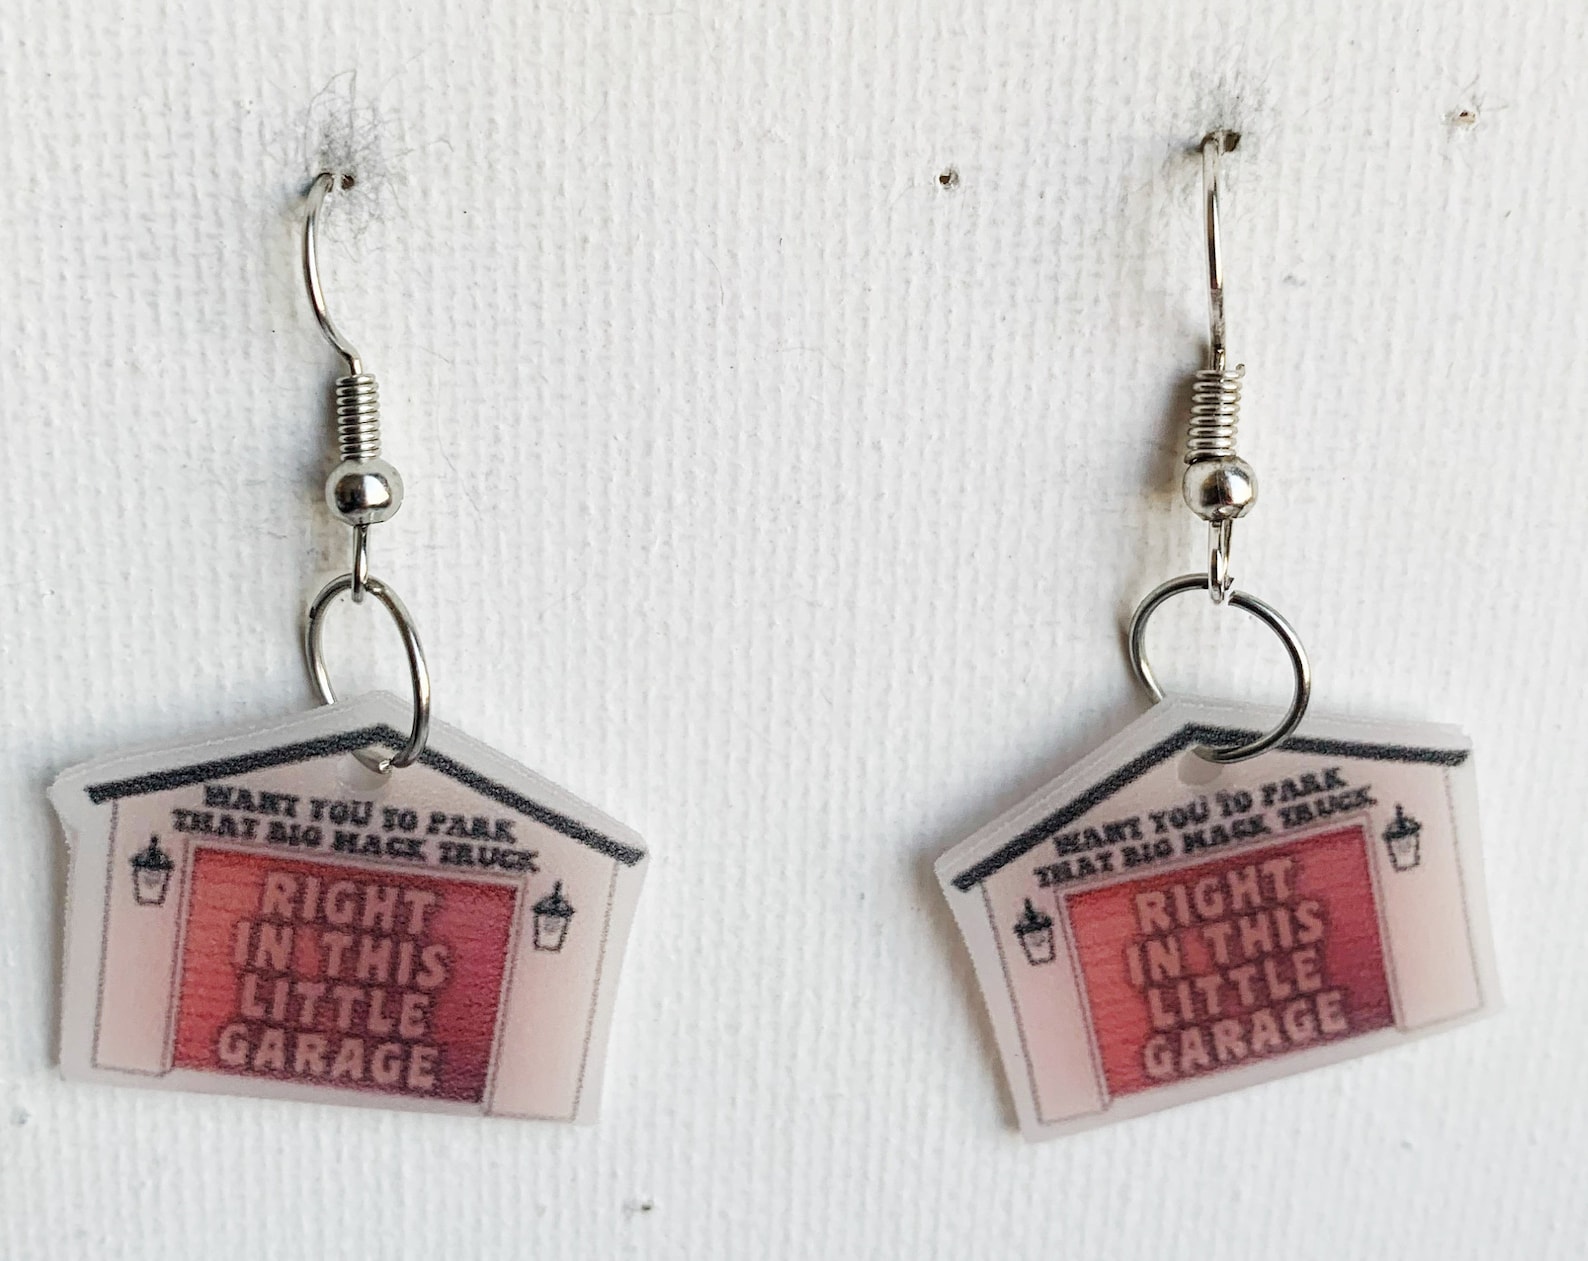 WANT YOU TO PARK
THAT BIG MACK TRUCK
RIGHT
IN THIS
LITTLE
GARAGE
WANT YOU TO PARK
THAT BIG MACK TRUCK
RIGHT
IN THIS
LITTLE
GARAGE